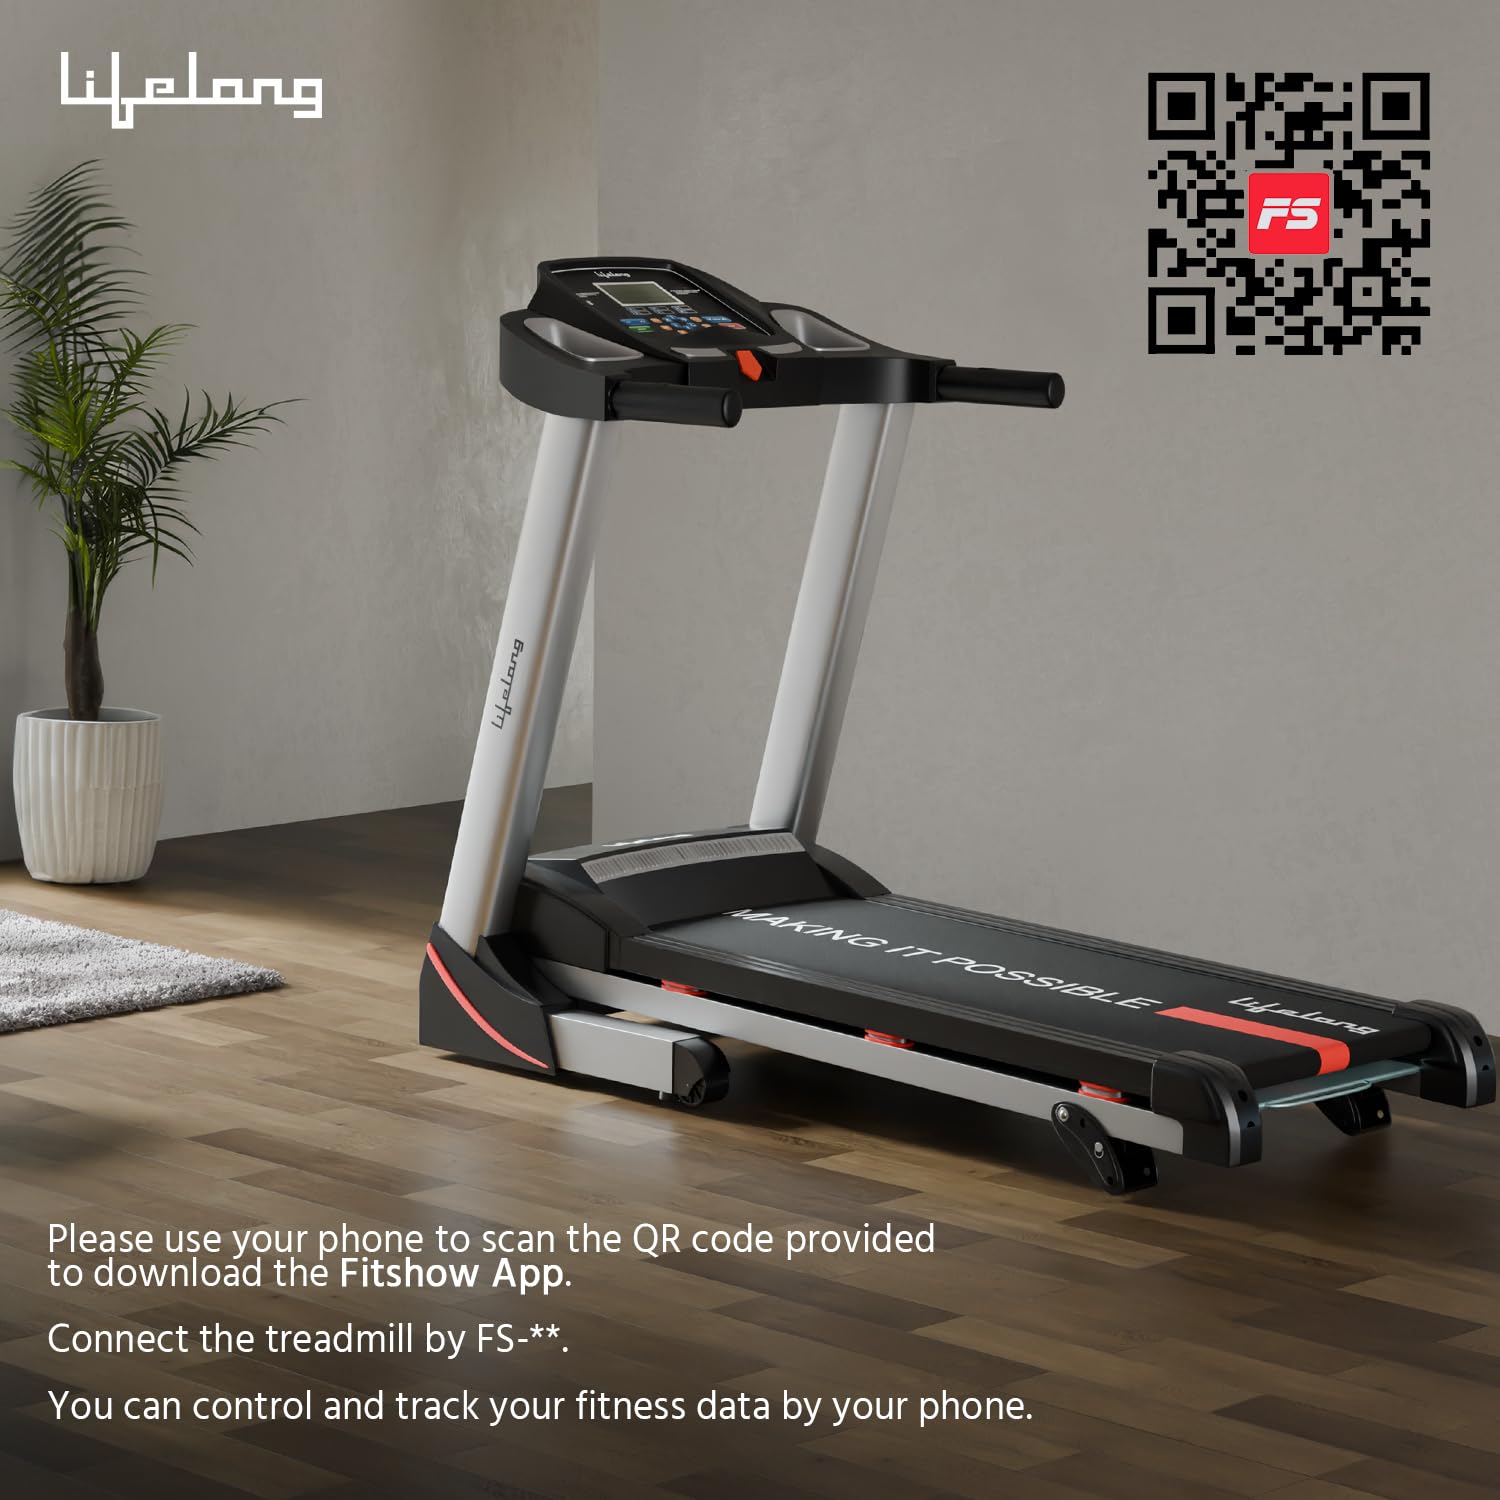 Lifelong
FS
Lifelong
Lifelong
MAKING IT POSSIBLE
Lifelong
Please use your phone to scan the QR code provided
to download the Fitshow App.
Connect the treadmill by FS-**.
You can control and track your fitness data by your phone.